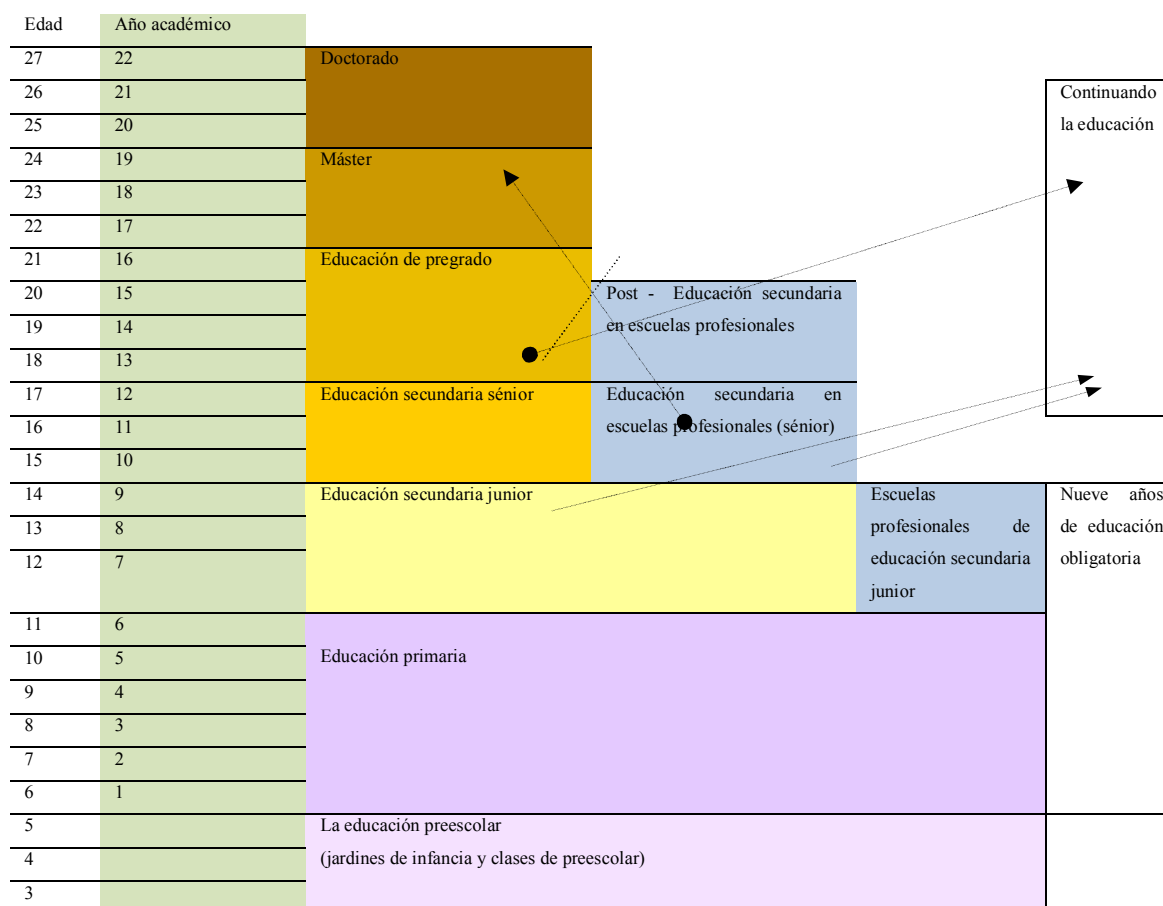 Edad Año académico
27 22 Doctorado
26 21 Continuando
25 20 la educación
24 19 Máster
23 18
22 17
21 16 Educación de pregrado
20 15 Post - Educación secundaria
19 14 en escuelas profesionales
18 13
17 12 Educación secundaria sénior Educación secundaria en
16 11 escuelas profesionales (sénior)
15 10
14 9 Educación secundaria junior Escuelas Nueve años
13 8 profesionales de de educación
12 7 educación secundaria obligatoria
junior
11 6
10 5 Educación primaria
9 4
8 3
7 2
6 1
5 La educación preescolar
4 (jardines de infancia y clases de preescolar)
3